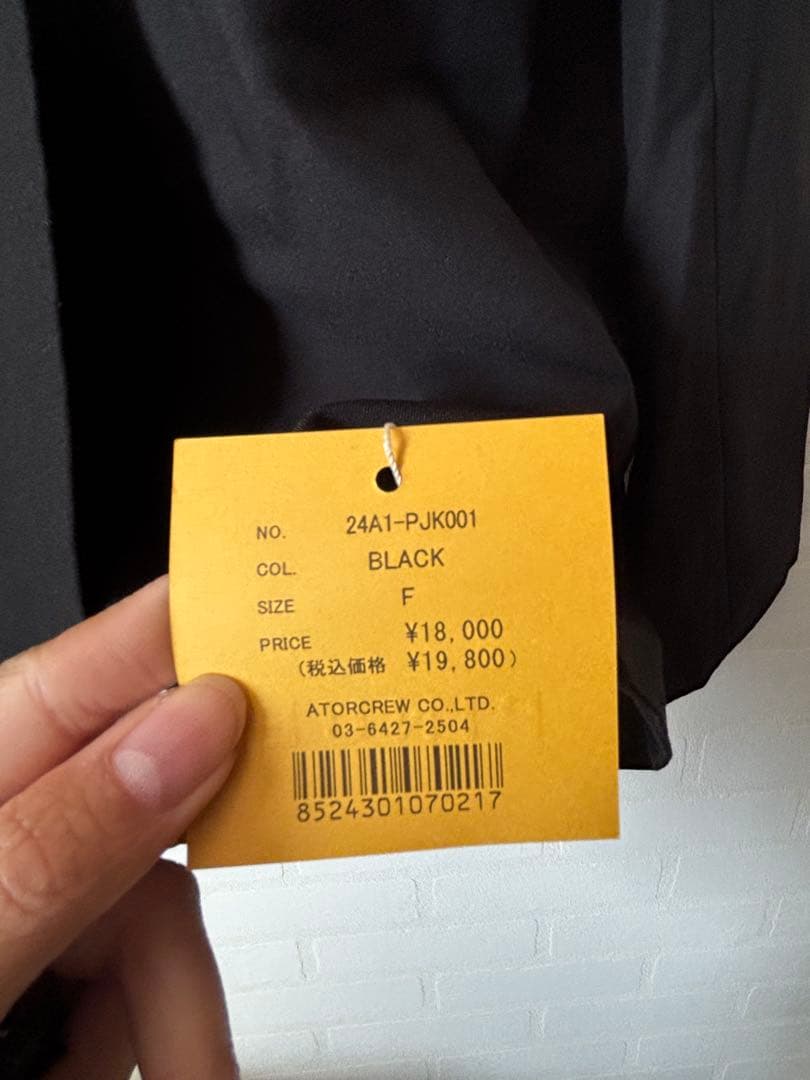 NO. 24A1-PJK001
COL. BLACK
SIZE F
PRICE ¥18,000
(税込価格 ¥19,800)
ATORCREW CO.,LTD.
03-6427-2504
8524301070217